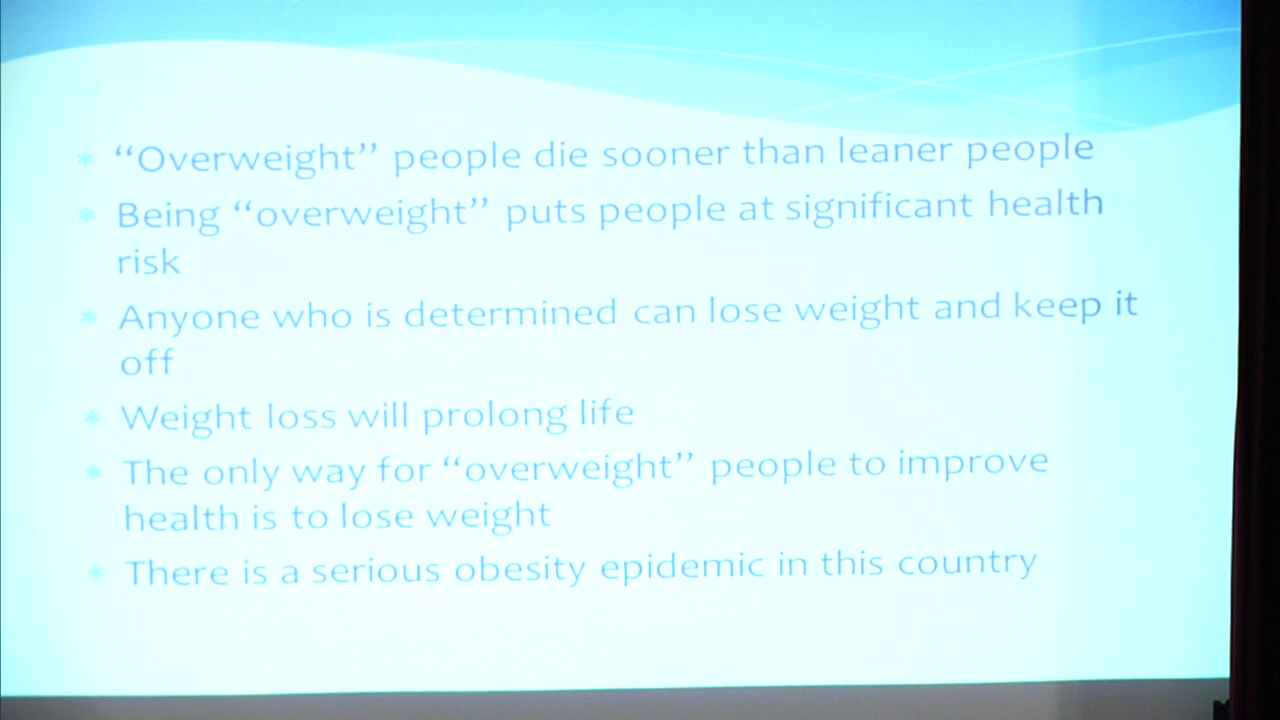 * “Overweight” people die sooner than leaner people
* Being “overweight” puts people at significant health
risk
* Anyone who is determined can lose weight and keep it
off
* Weight loss will prolong life
* The only way for “overweight” people to improve
health is to lose weight
* There is a serious obesity epidemic in this country